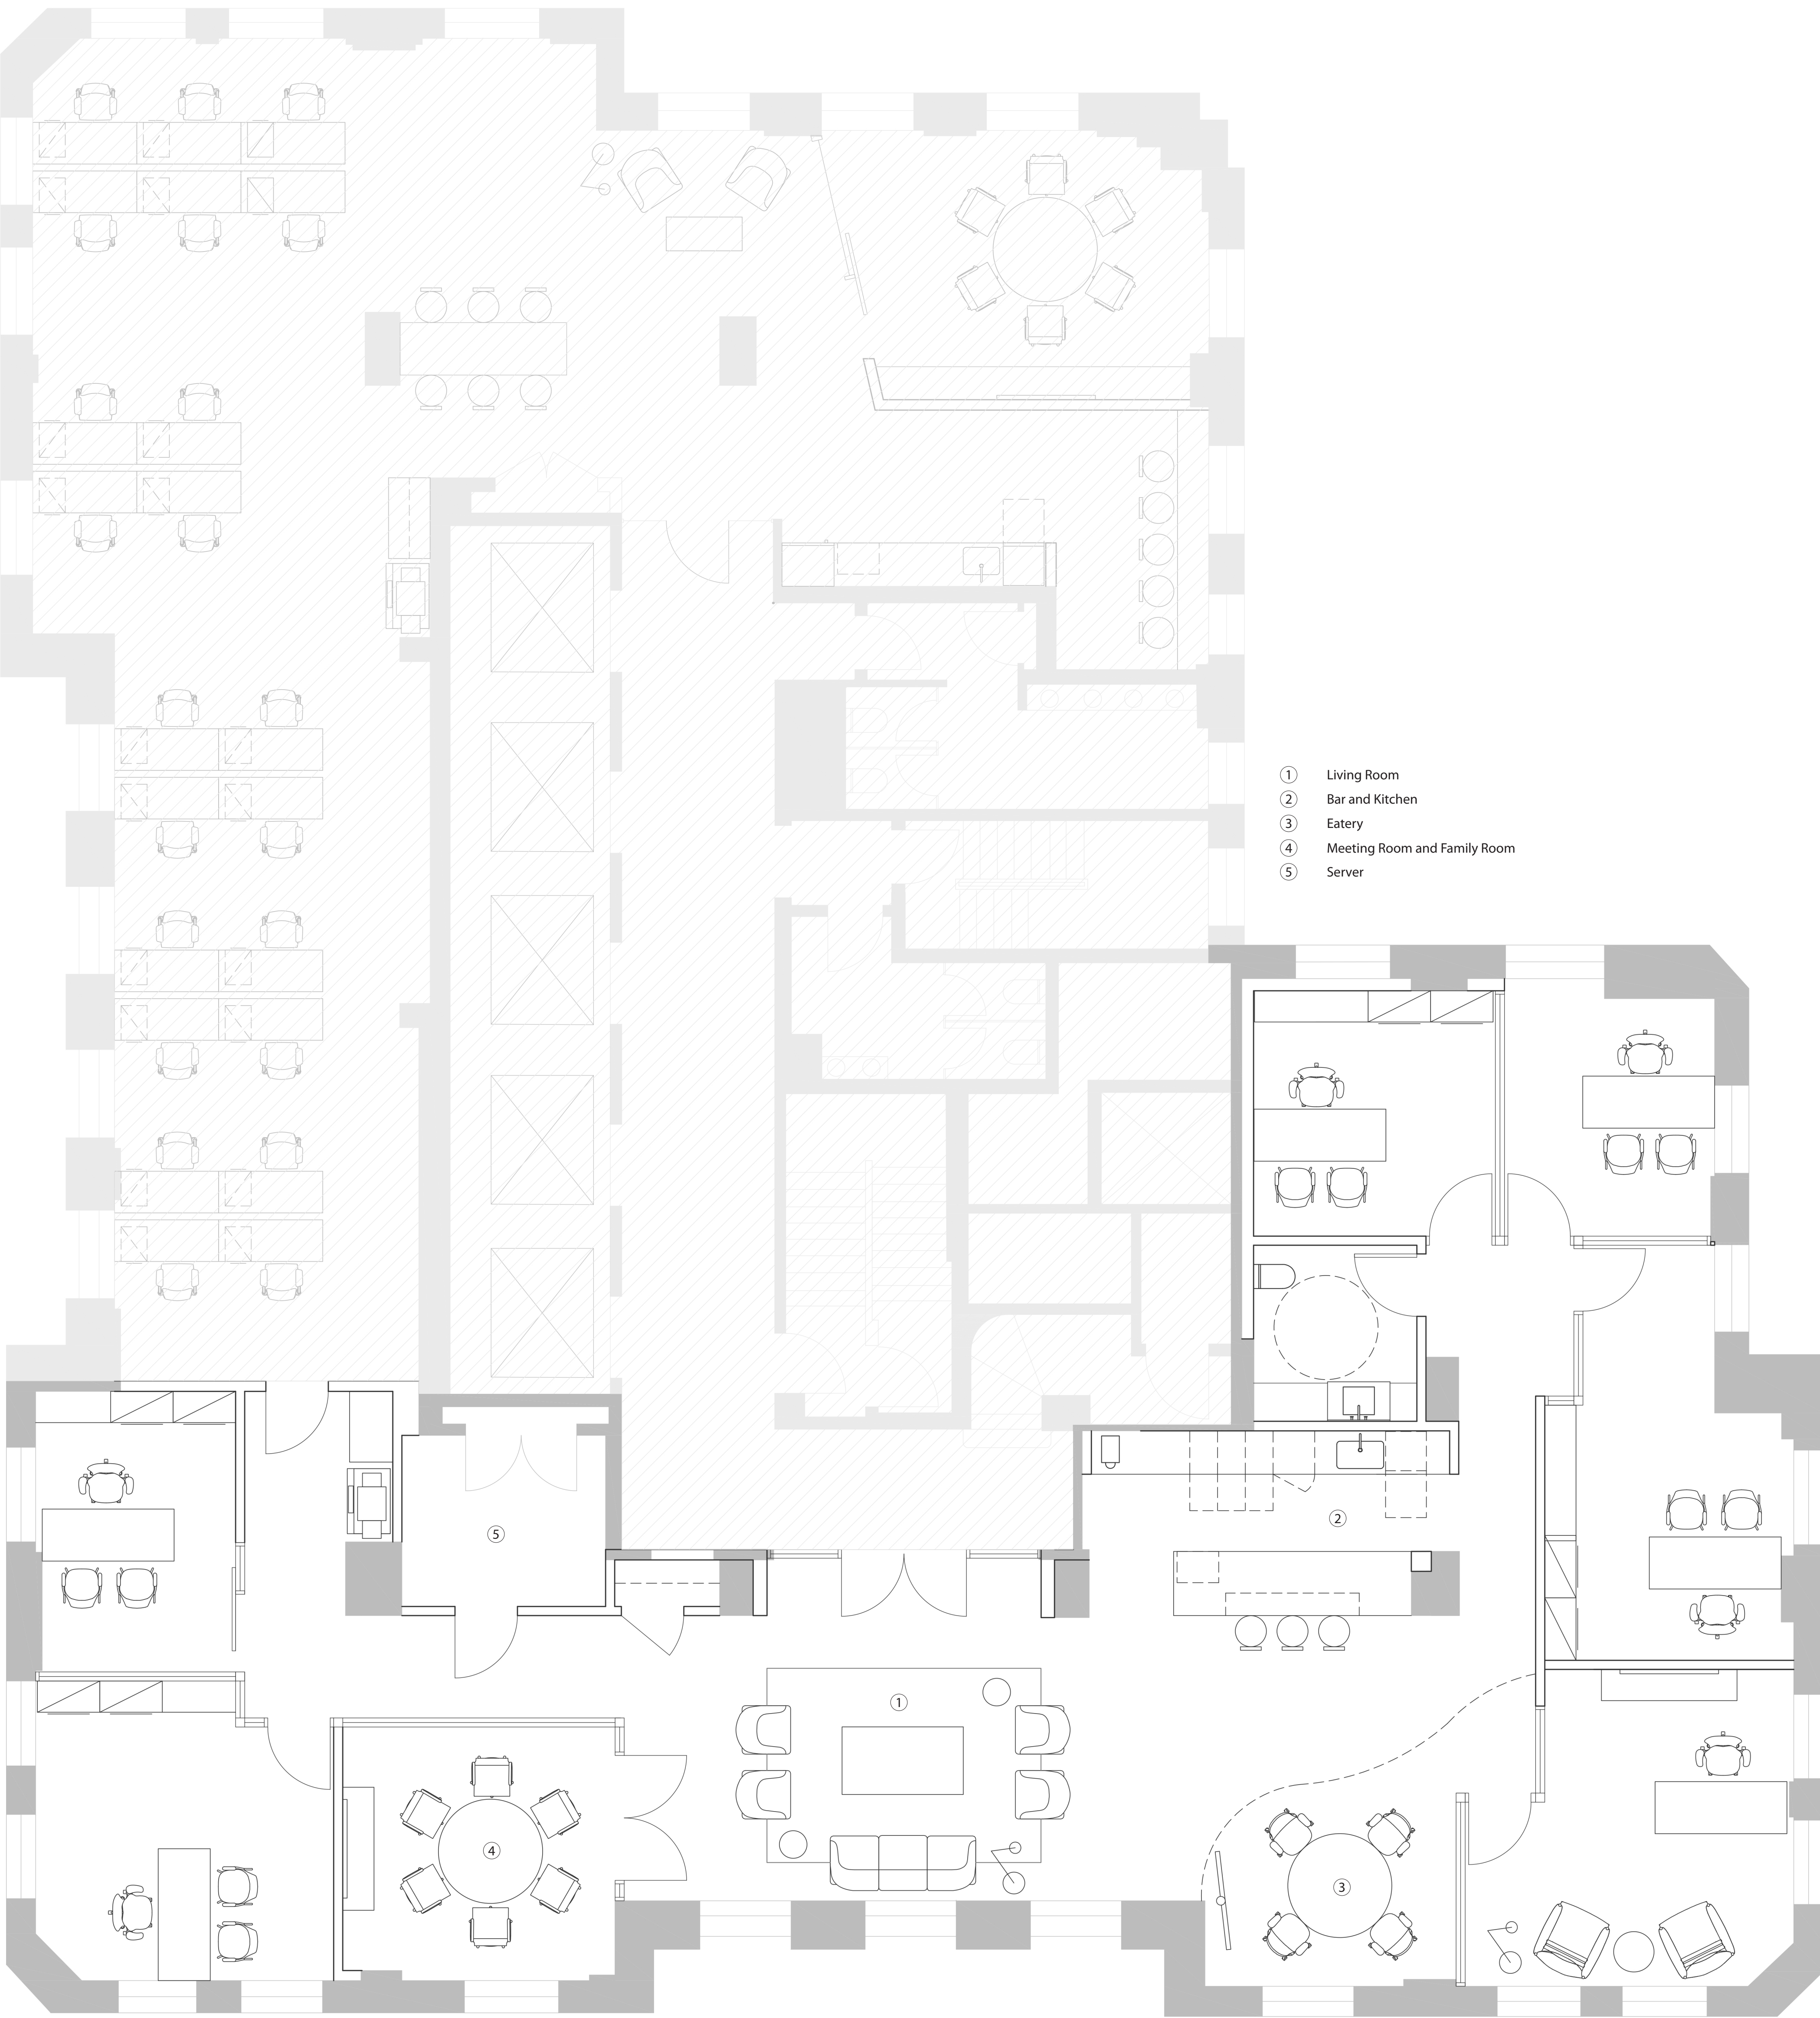 1 Living Room
2 Bar and Kitchen
3 Eatery
4 Meeting Room and Family Room
5 Server
5
2
1
4
3